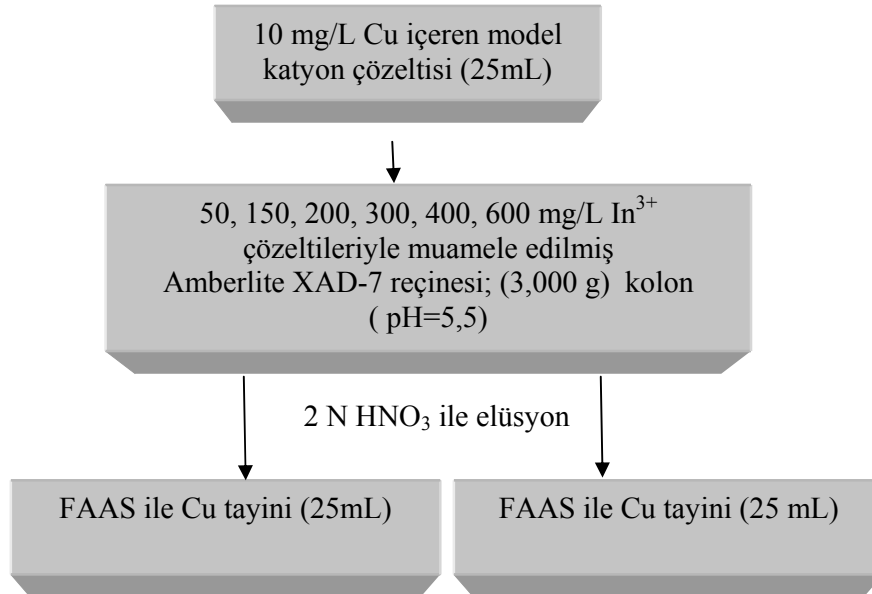 10 mg/L Cu içeren model
katyon çözeltisi (25mL)
50, 150, 200, 300, 400, 600 mg/L In³⁺
çözeltileriyle muamele edilmiş
Amberlite XAD-7 reçinesi; (3,000 g) kolon
( pH=5,5)
2 N HNO₃ ile elüsyon
FAAS ile Cu tayini (25mL)
FAAS ile Cu tayini (25 mL)